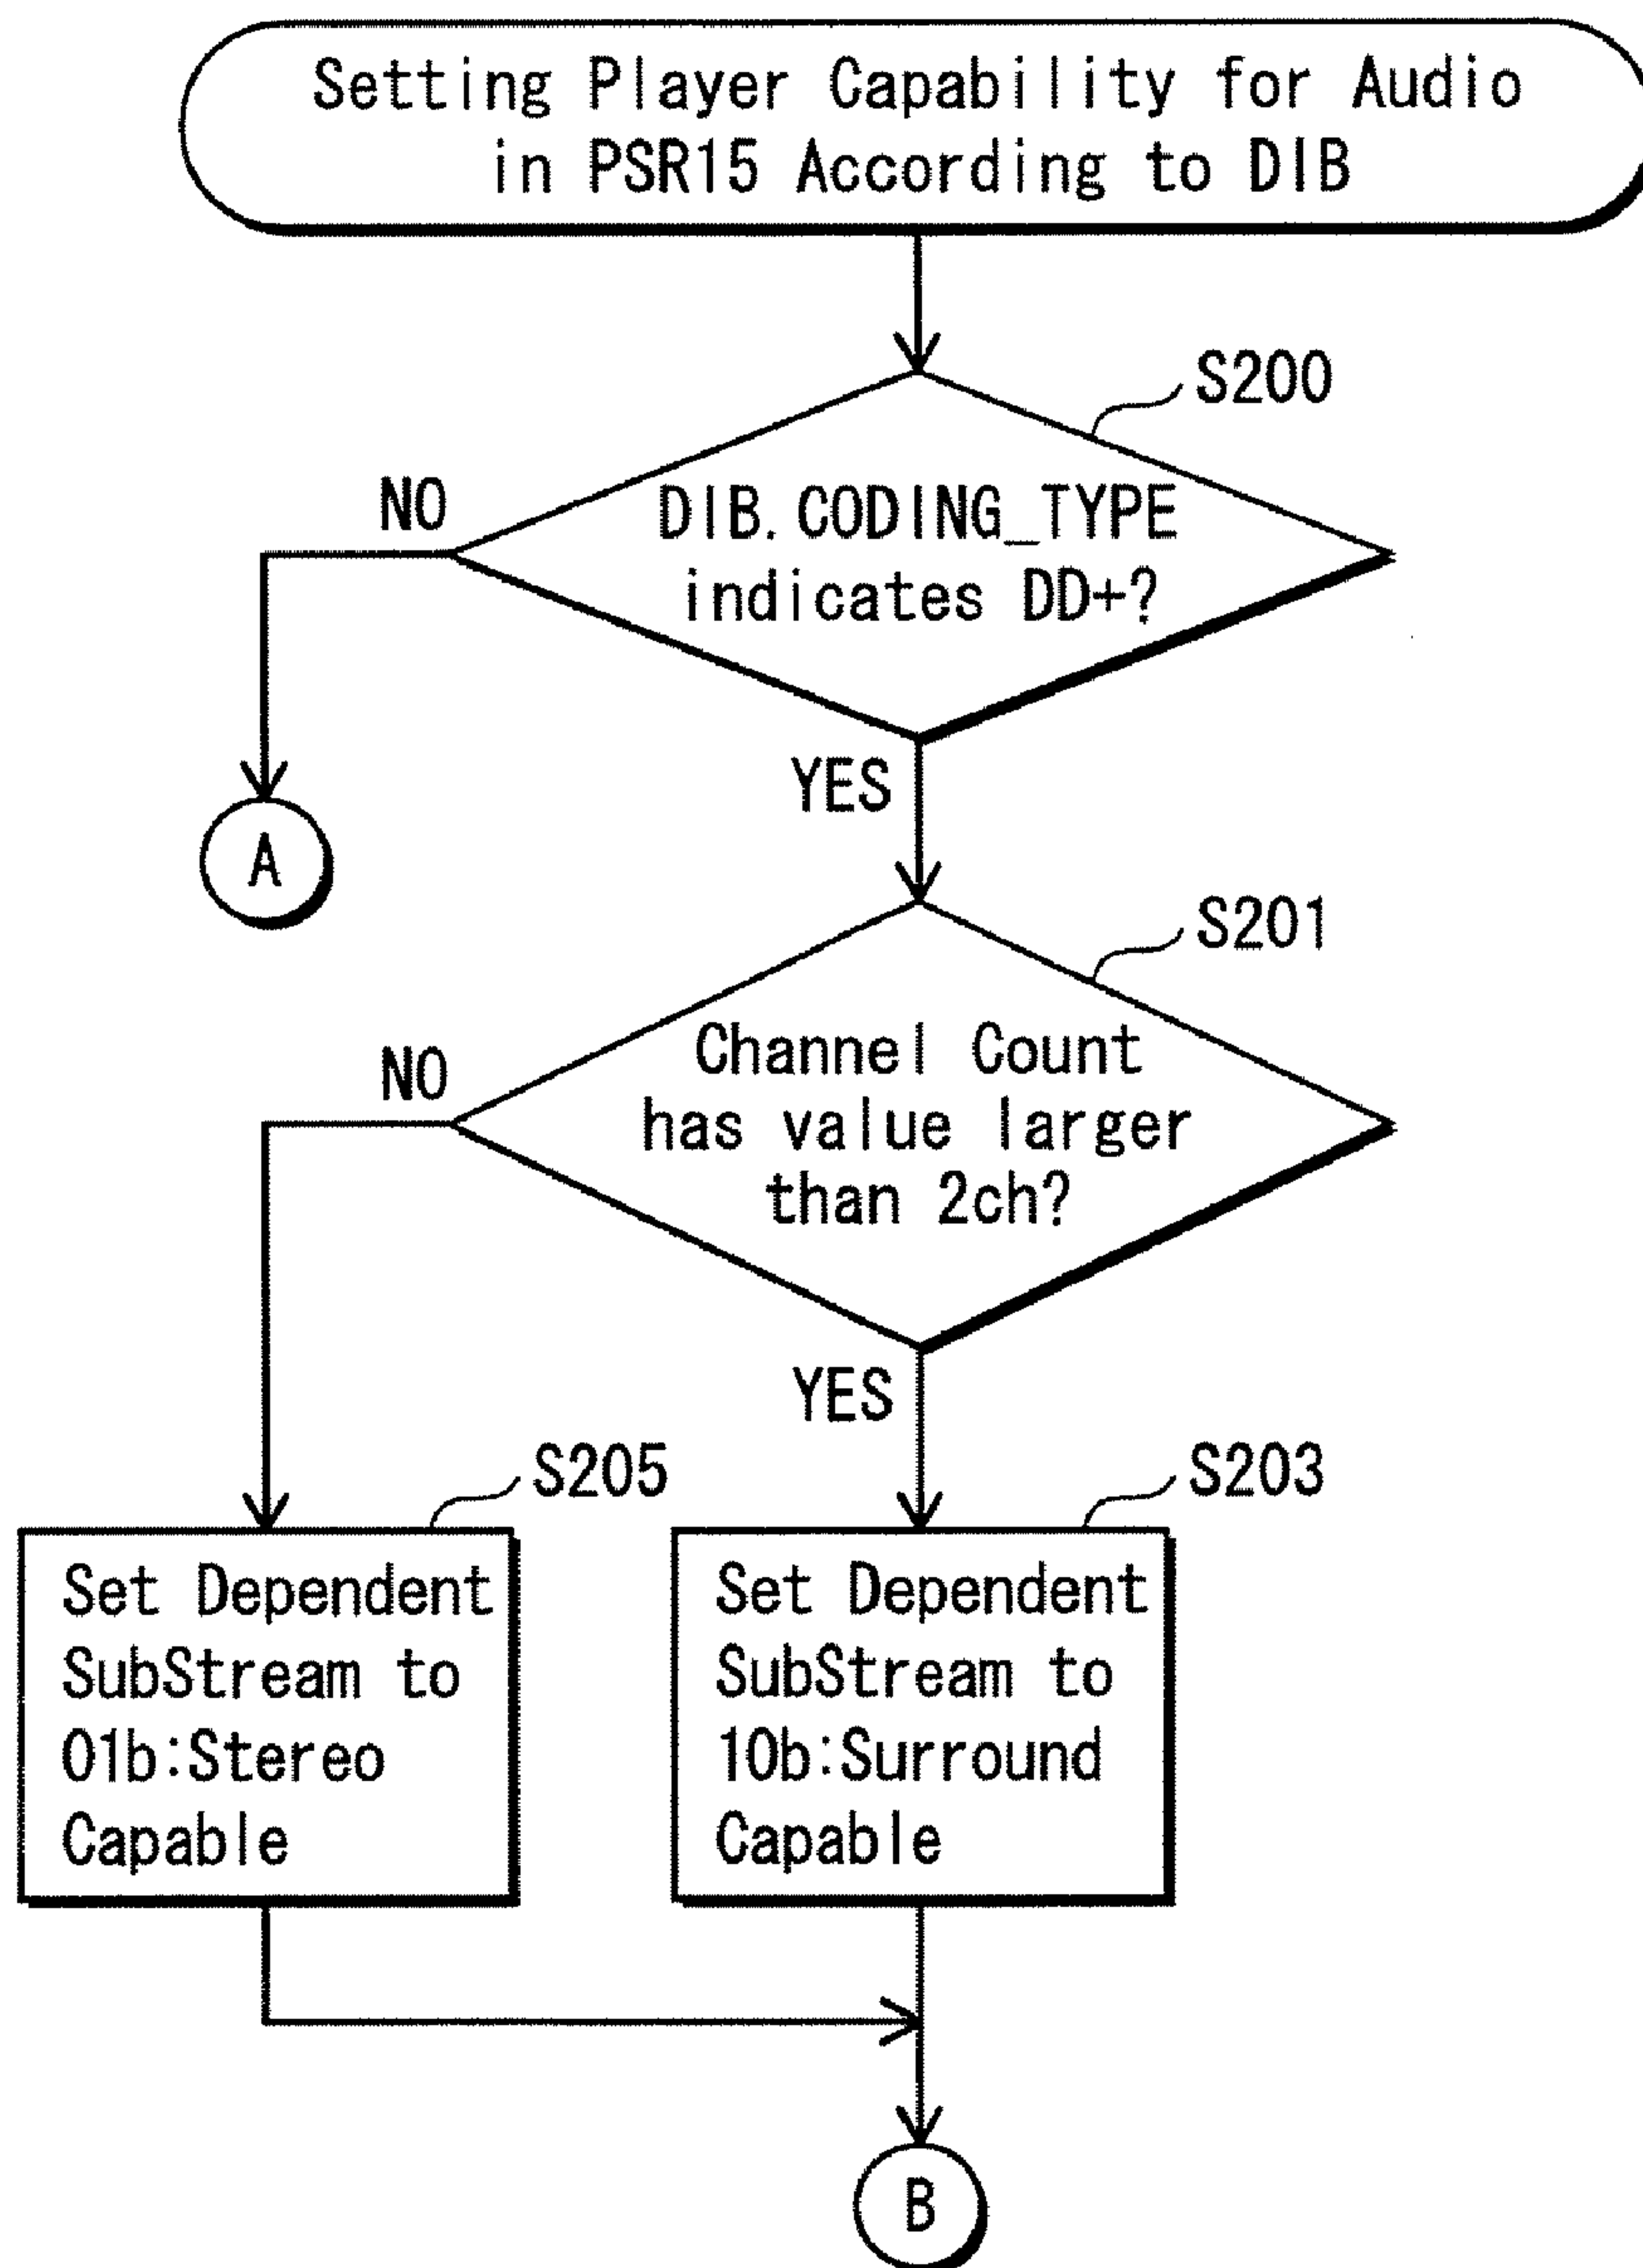 Setting Player Capability for Audio
in PSR15 According to DIB
S200
NO
DIB.CODING_TYPE
indicates DD+?
YES
A
S201
NO
Channel Count
has value larger
than 2ch?
YES
S205
Set Dependent
SubStream to
01b:Stereo
Capable
S203
Set Dependent
SubStream to
10b:Surround
Capable
B